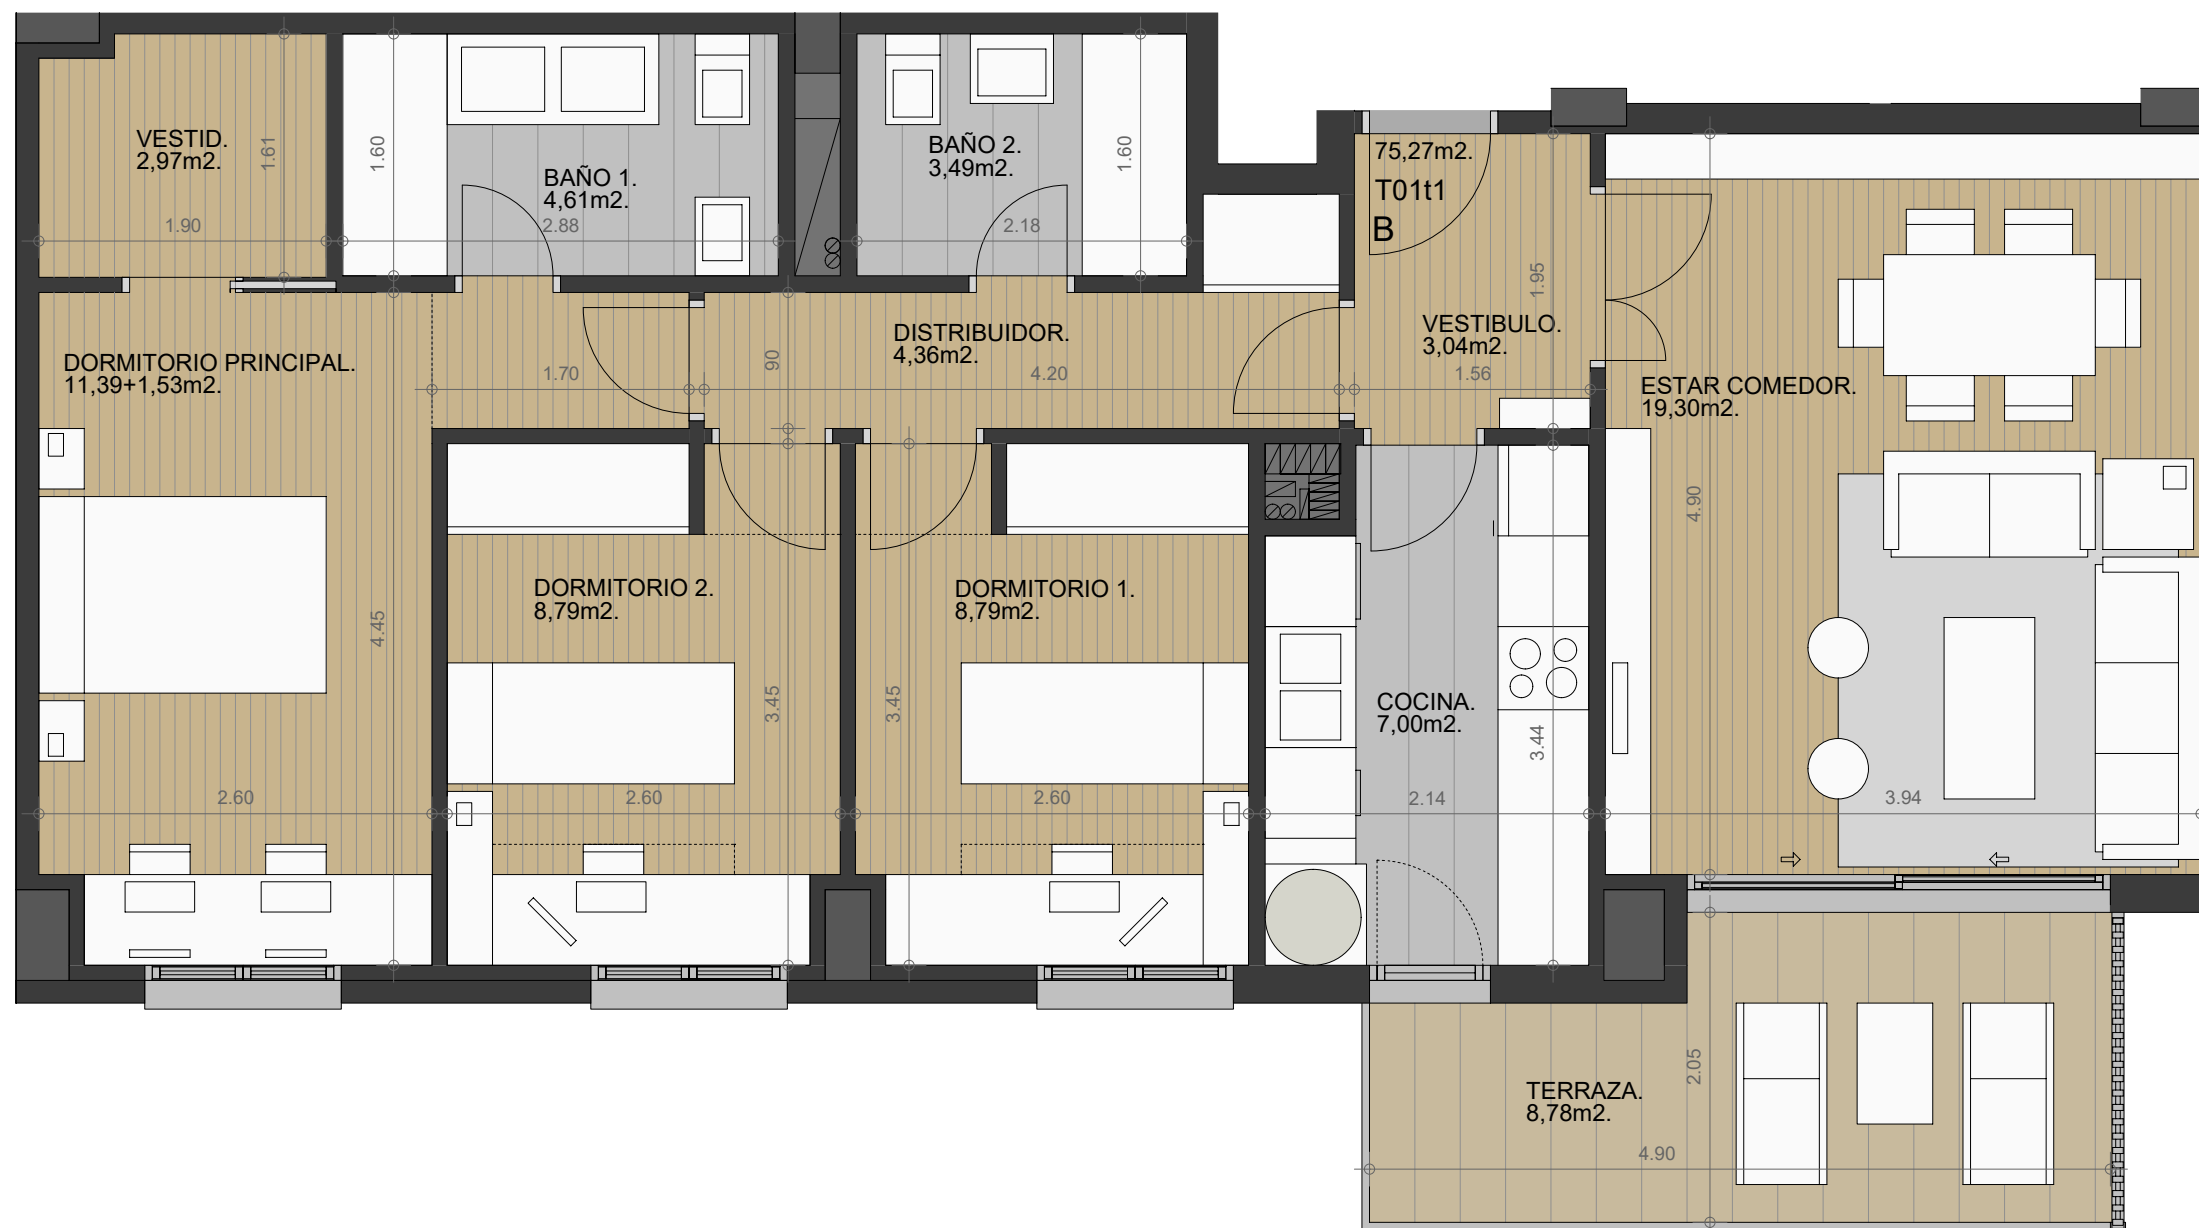 VESTID.
2,97m2.
1.61
1.90
1.60
BAÑO 1.
4,61m2.
2.88
BAÑO 2.
3,49m2.
1.60
2.18
75,27m2.
T01t1
B
1.95
VESTIBULO.
3,04m2.
1.56
DORMITORIO PRINCIPAL.
11,39+1,53m2.
1.70
90
DISTRIBUIDOR.
4,36m2.
4.20
ESTAR COMEDOR.
19,30m2.
4.90
DORMITORIO 2.
8,79m2.
DORMITORIO 1.
8,79m2.
4.45
3.45
3.45
COCINA.
7,00m2.
3.44
2.60
2.60
2.60
2.14
3.94
TERRAZA.
8,78m2.
2.05
4.90